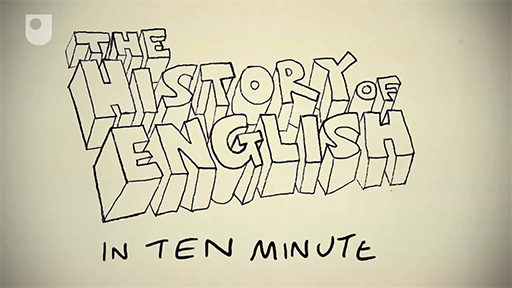 THE
HISTORY OF
ENGLISH
IN TEN MINUTE